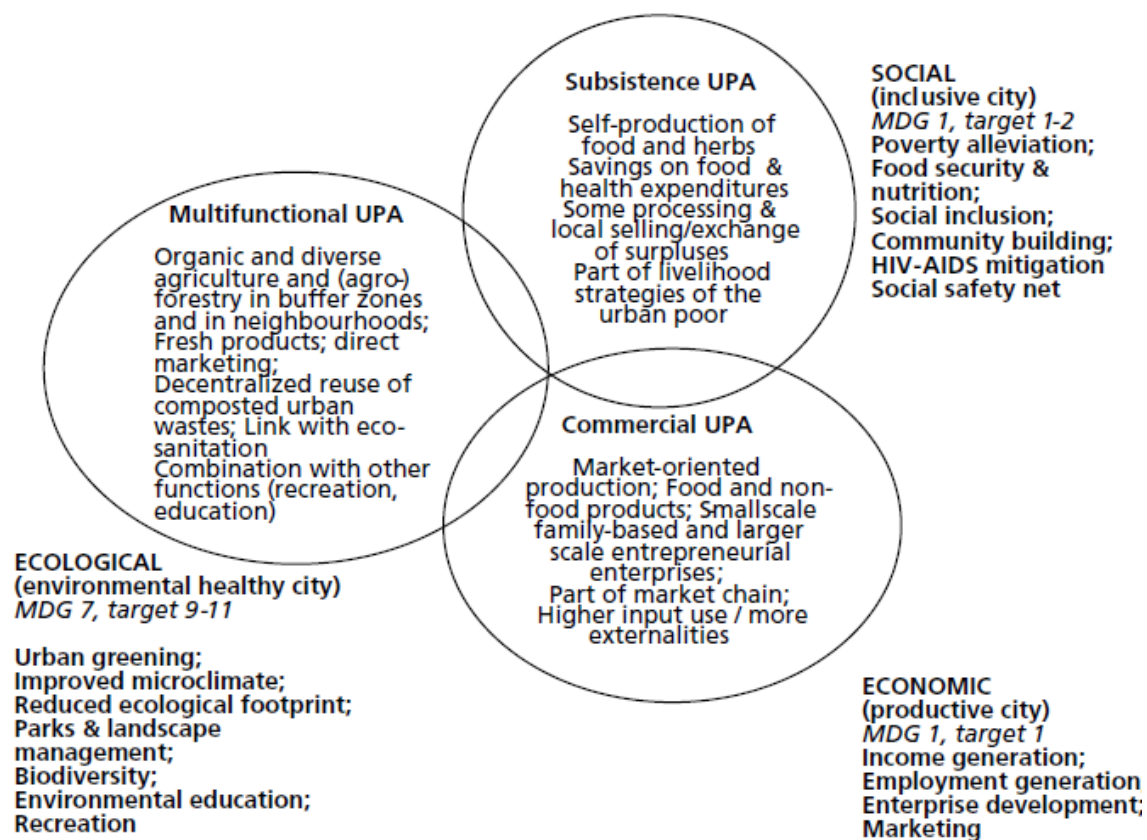 Subsistence UPA
Self-production of
food and herbs
Savings on food &
health expenditures
Some processing &
local selling/exchange
of surpluses
Part of livelihood
strategies of the
urban poor
SOCIAL
(inclusive city)
MDG 1, target 1-2
Poverty alleviation;
Food security &
nutrition;
Social inclusion;
Community building;
HIV-AIDS mitigation
Social safety net
Multifunctional UPA
Organic and diverse
agriculture and (agro-)
forestry in buffer zones
and in neighbourhoods;
Fresh products; direct
marketing;
Decentralized reuse of
composted urban
wastes; Link with eco-
sanitation
Combination with other
functions (recreation,
education)
Commercial UPA
Market-oriented
production; Food and non-
food products; Smallscale
family-based and larger
scale entrepreneurial
enterprises;
Part of market chain;
Higher input use / more
externalities
ECOLOGICAL
(environmental healthy city)
MDG 7, target 9-11
Urban greening;
Improved microclimate;
Reduced ecological footprint;
Parks & landscape
management;
Biodiversity;
Environmental education;
Recreation
ECONOMIC
(productive city)
MDG 1, target 1
Income generation;
Employment generation;
Enterprise development;
Marketing